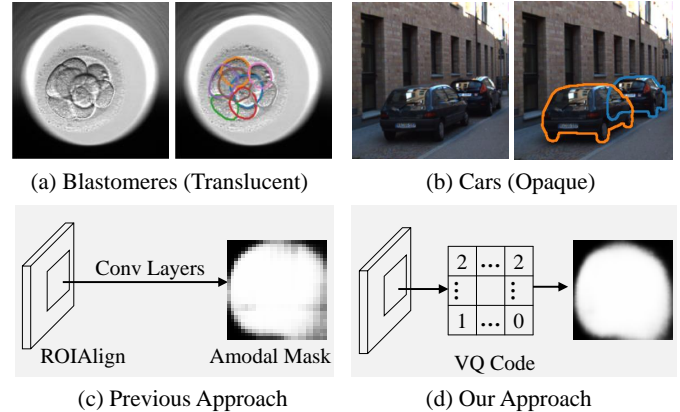 (a) Blastomeres (Translucent)
(b) Cars (Opaque)
Conv Layers
ROIAlign
Amodal Mask
(c) Previous Approach
2 ... 2
⋮ ⋮
1 ... 0
VQ Code
(d) Our Approach